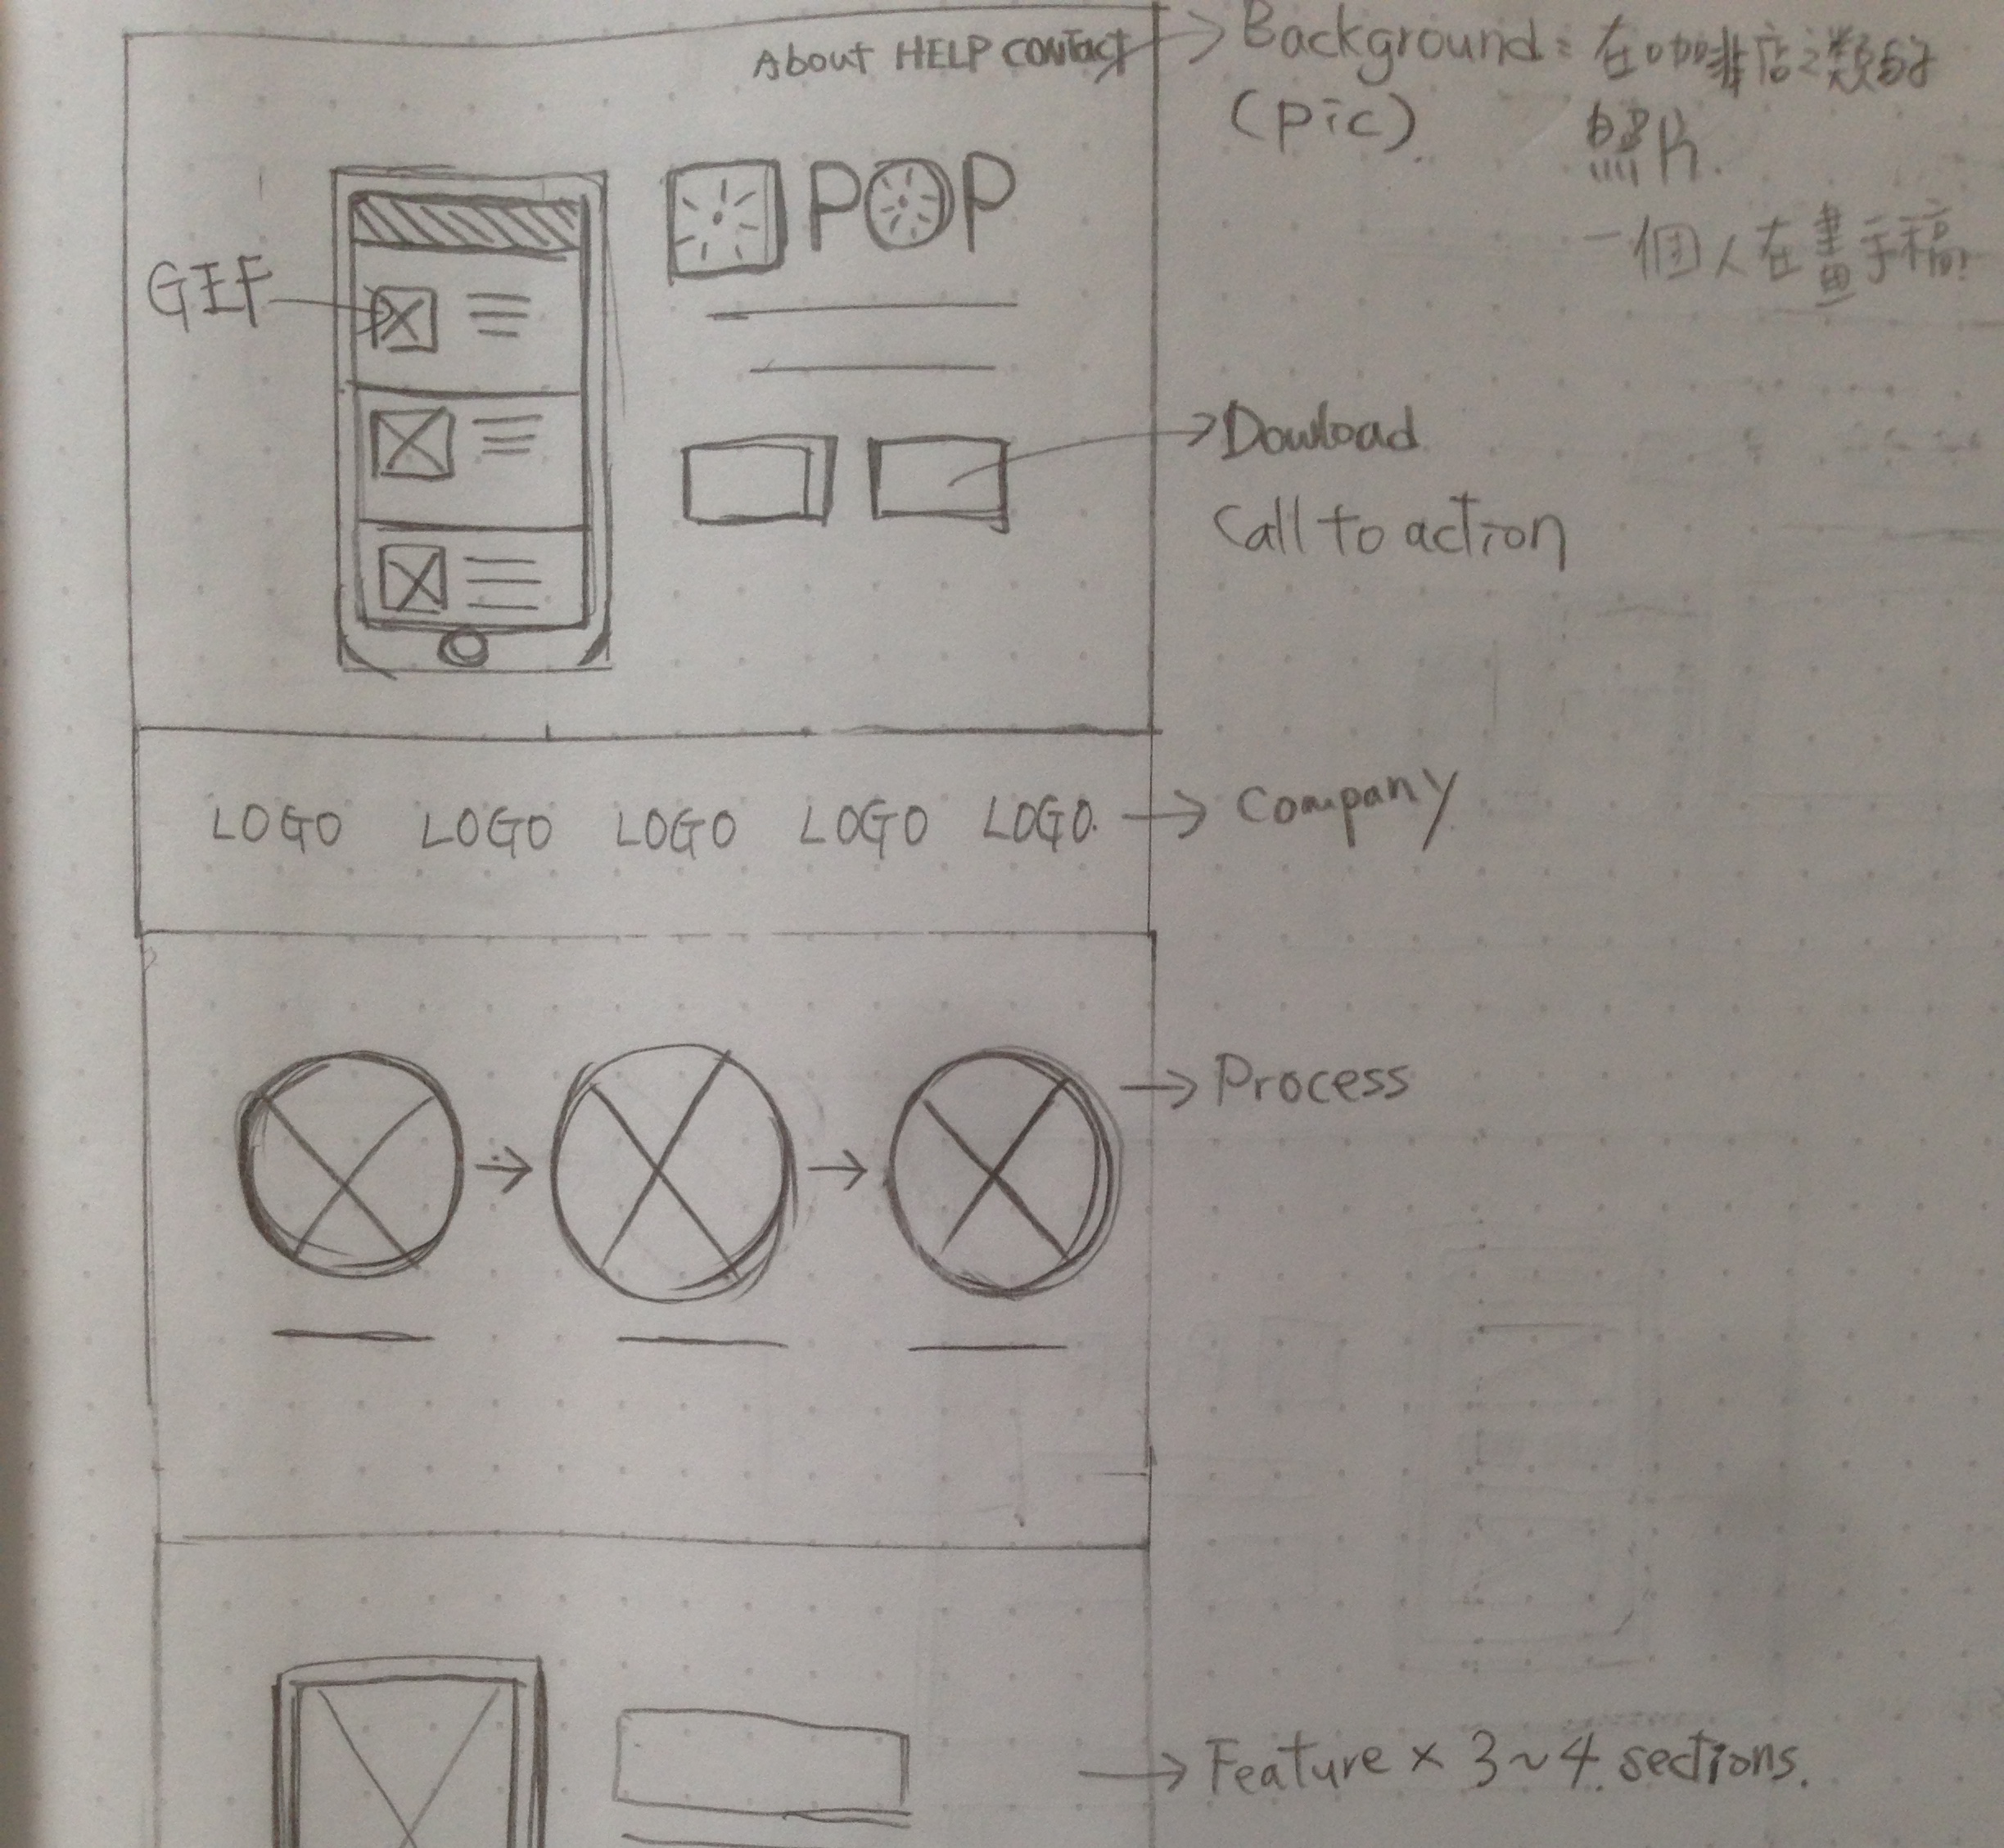 About HELP contact
Background：在咖啡店之類的
(pic) 照片
一個人在畫手稿
POP
GIF
Download
Call to action
LOGO LOGO LOGO LOGO LOGO
Company
Process
Feature × 3~4 sections.